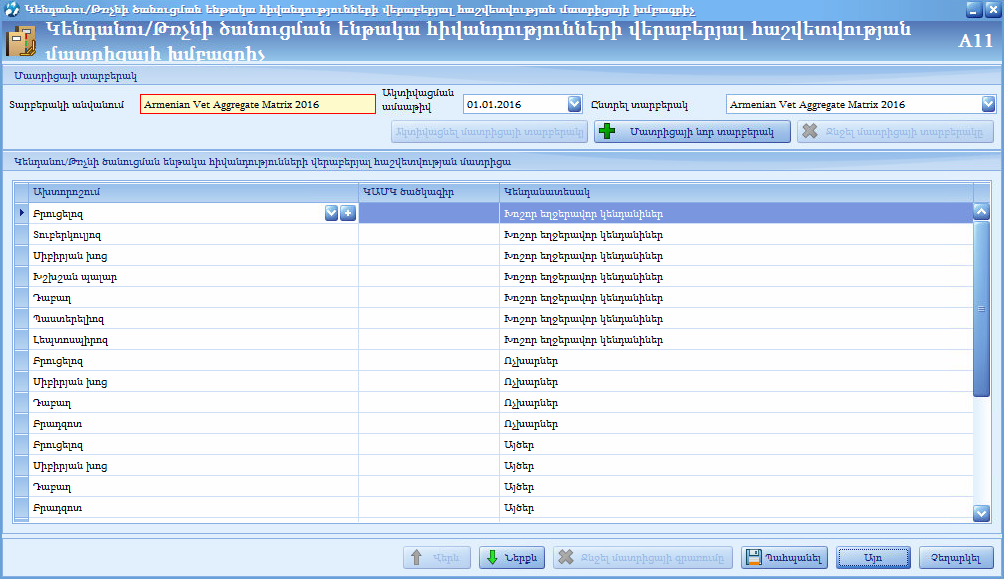 Կենդանու/Թռչնի ծանուցման ենթակա հիվանդությունների վերաբերյալ հաշվետվության մատրիցայի խմբագրիչ
Կենդանու/Թռչնի ծանուցման ենթակա հիվանդությունների վերաբերյալ հաշվետվության
մատրիցայի խմբագրիչ
A11
Մատրիցայի տարբերակ
Տարբերակի անվանում Armenian Vet Aggregate Matrix 2016 Ակտիվացման ամսաթիվ 01.01.2016 Ընտրել տարբերակ Armenian Vet Aggregate Matrix 2016
Ակտիվացնել մատրիցայի տարբերակը Մատրիցայի նոր տարբերակ Ջնջել մատրիցայի տարբերակը
Կենդանու/Թռչնի ծանուցման ենթակա հիվանդությունների վերաբերյալ հաշվետվության մատրիցա
Ախտորոշում ԿԱՄԿ ծածկագիր Կենդանատեսակ
Բրուցելոզ Խոշոր եղջերավոր կենդանիներ
Տուբերկուլյոզ Խոշոր եղջերավոր կենդանիներ
Սիբիրյան խոց Խոշոր եղջերավոր կենդանիներ
Խշխշան պալար Խոշոր եղջերավոր կենդանիներ
Դաբաղ Խոշոր եղջերավոր կենդանիներ
Պաստերելիոզ Խոշոր եղջերավոր կենդանիներ
Լեպտոսպիրոզ Խոշոր եղջերավոր կենդանիներ
Բրուցելոզ Ոչխարներ
Սիբիրյան խոց Ոչխարներ
Դաբաղ Ոչխարներ
Բրադզոտ Ոչխարներ
Բրուցելոզ Այծեր
Սիբիրյան խոց Այծեր
Դաբաղ Այծեր
Բրադզոտ Այծեր
Վերև Ներքև Ջնջել մատրիցայի գրառումը Պահպանել Այո Չեղարկել